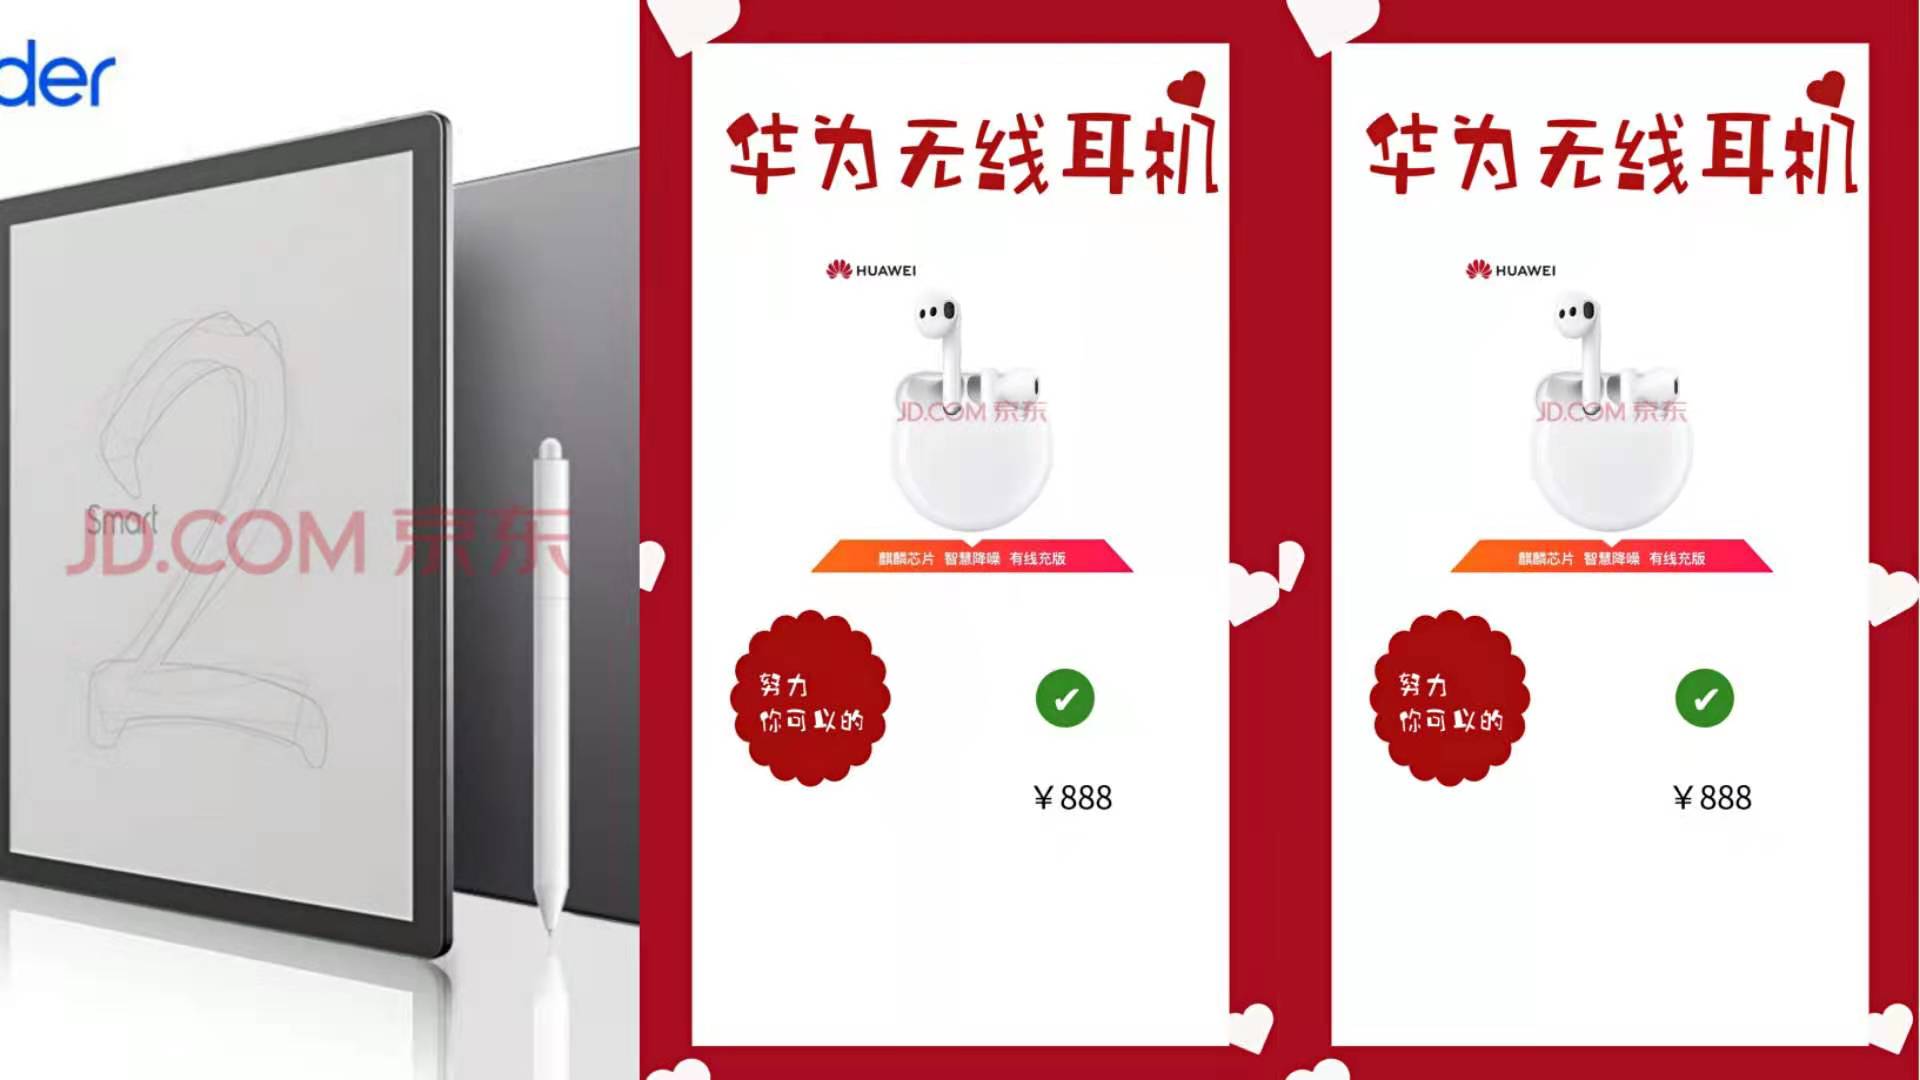 der
Smart
2
JD.COM 京东
华为无线耳机
HUAWEI
JD.COM 京东
麒麟芯片 智慧降噪 有线充版
努力
你可以的
✔
￥888
华为无线耳机
HUAWEI
JD.COM 京东
麒麟芯片 智慧降噪 有线充版
努力
你可以的
✔
￥888